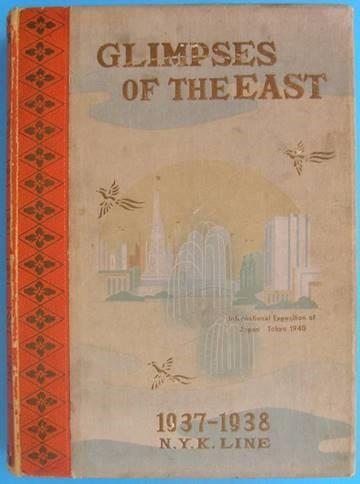 GLIMPSES
OF THE EAST
International Exposition of
Japan Tokyo 1940
1937-1938
N.Y.K. LINE